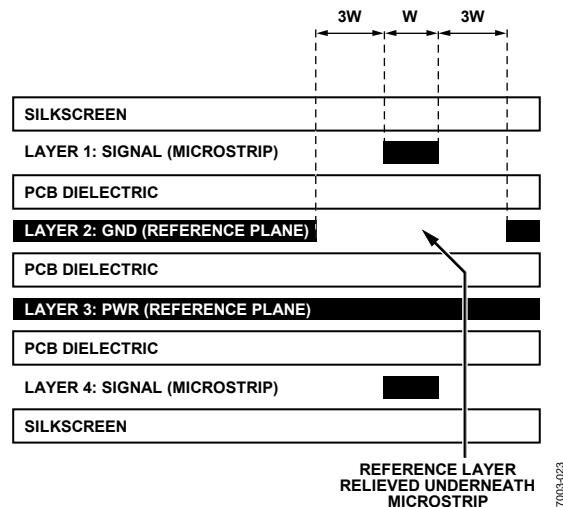 3W W 3W
SILKSCREEN
LAYER 1: SIGNAL (MICROSTRIP)
PCB DIELECTRIC
LAYER 2: GND (REFERENCE PLANE)
PCB DIELECTRIC
LAYER 3: PWR (REFERENCE PLANE)
PCB DIELECTRIC
LAYER 4: SIGNAL (MICROSTRIP)
SILKSCREEN
REFERENCE LAYER
RELIEVED UNDERNEATH
MICROSTRIP
7003-023